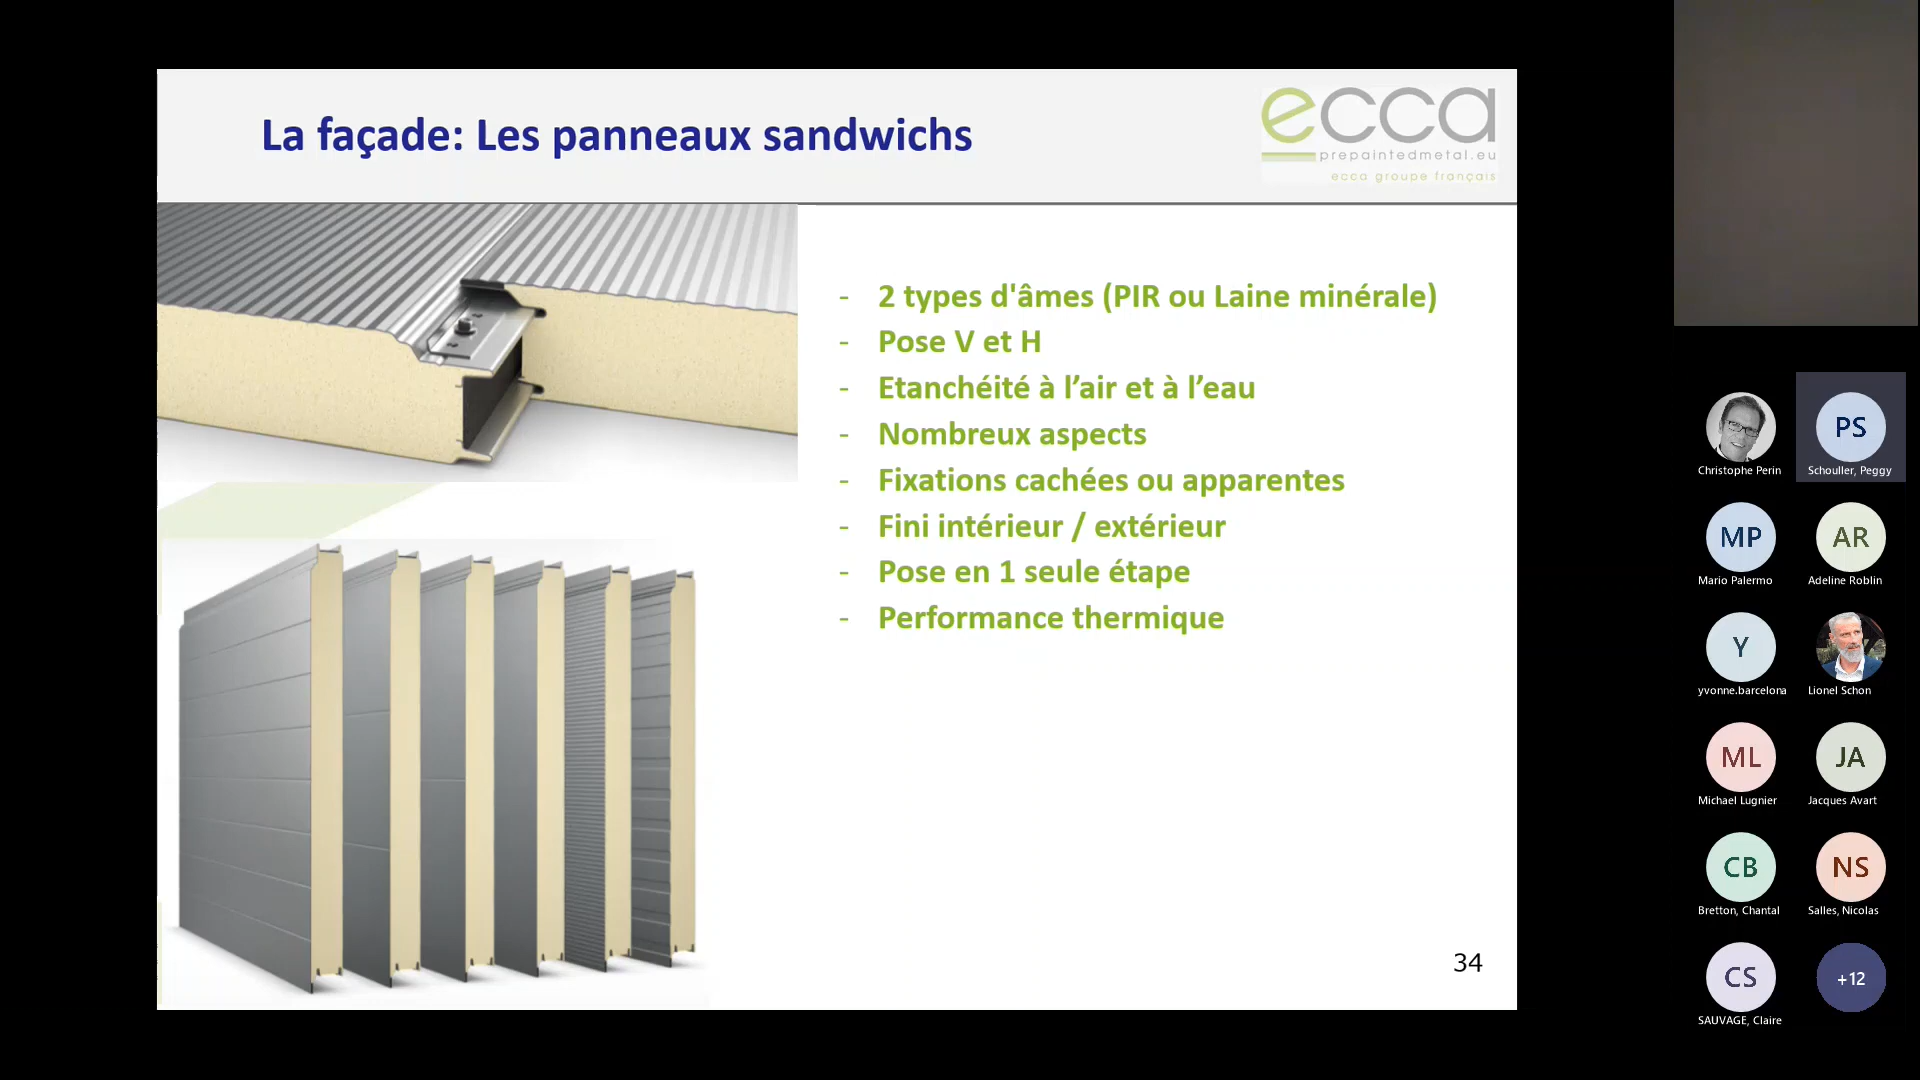 La façade: Les panneaux sandwichs
ecca
prepaintedmetal.eu
ecca groupe français
- 2 types d'âmes (PIR ou Laine minérale)
- Pose V et H
- Etanchéité à l’air et à l’eau
- Nombreux aspects
- Fixations cachées ou apparentes
- Fini intérieur / extérieur
- Pose en 1 seule étape
- Performance thermique
34
Christophe Perin
PS
Schouller, Peggy
MP
Mario Palermo
AR
Adeline Roblin
Y
yvonne.barcelona
Lionel Schon
ML
Michael Lugnier
JA
Jacques Avart
CB
Bretton, Chantal
NS
Salles, Nicolas
CS
SAUVAGE, Claire
+12